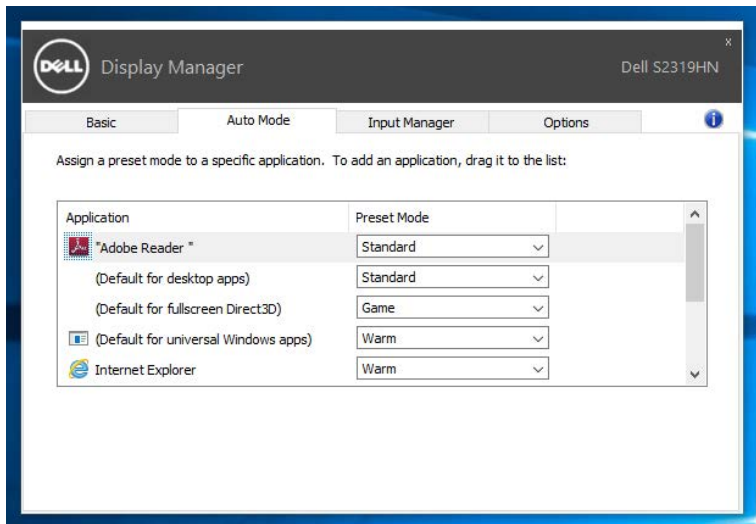 x
DELL Display Manager Dell S2319HN
Basic Auto Mode Input Manager Options
Assign a preset mode to a specific application. To add an application, drag it to the list:
Application Preset Mode
"Adobe Reader " Standard
(Default for desktop apps) Standard
(Default for fullscreen Direct3D) Game
(Default for universal Windows apps) Warm
Internet Explorer Warm